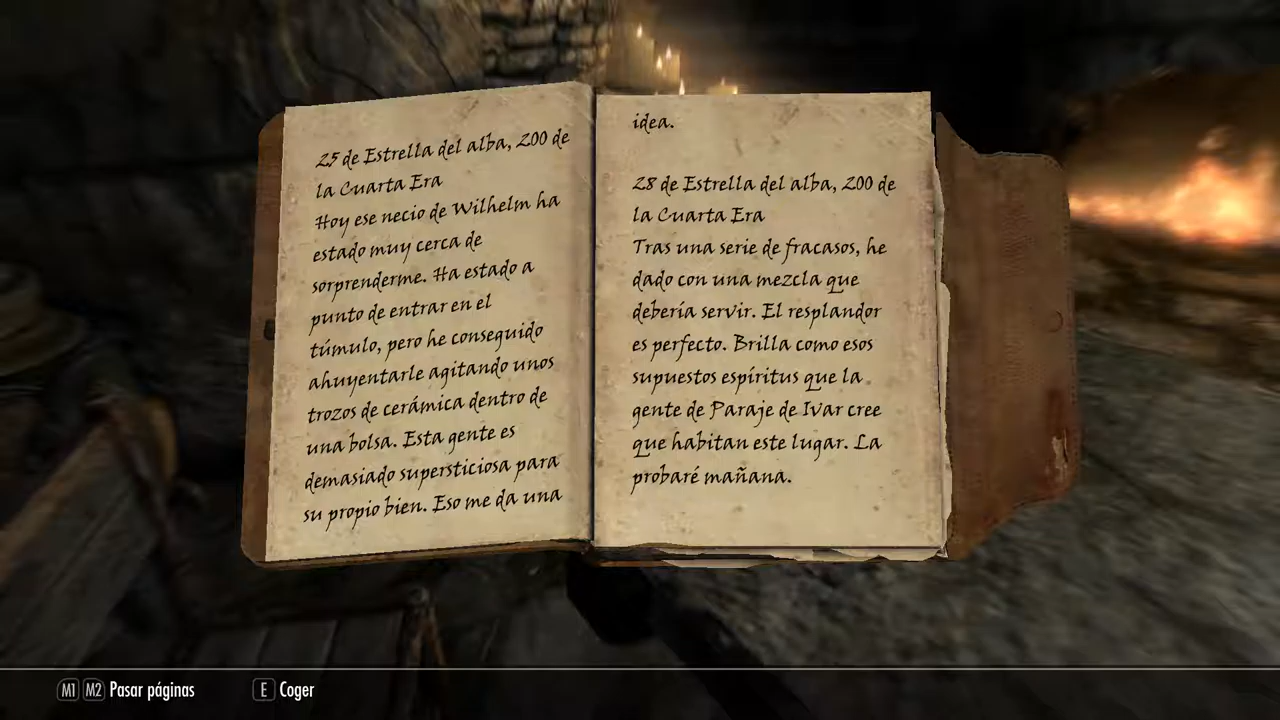 25 de Estrella del alba, 200 de
la Cuarta Era
Hoy ese necio de Wilhelm ha
estado muy cerca de
sorprenderme. Ha estado a
punto de entrar en el
túmulo, pero he conseguido
ahuyentarle agitando unos
trozos de cerámica dentro de
una bolsa. Esta gente es
demasiado supersticiosa para
su propio bien. Eso me da una
idea.
28 de Estrella del alba, 200 de
la Cuarta Era
Tras una serie de fracasos, he
dado con una mezcla que
debería servir. El resplandor
es perfecto. Brilla como esos
supuestos espíritus que la
gente de Paraje de Ivar cree
que habitan este lugar. La
probaré mañana.
M1 M2 Pasar páginas
E Coger